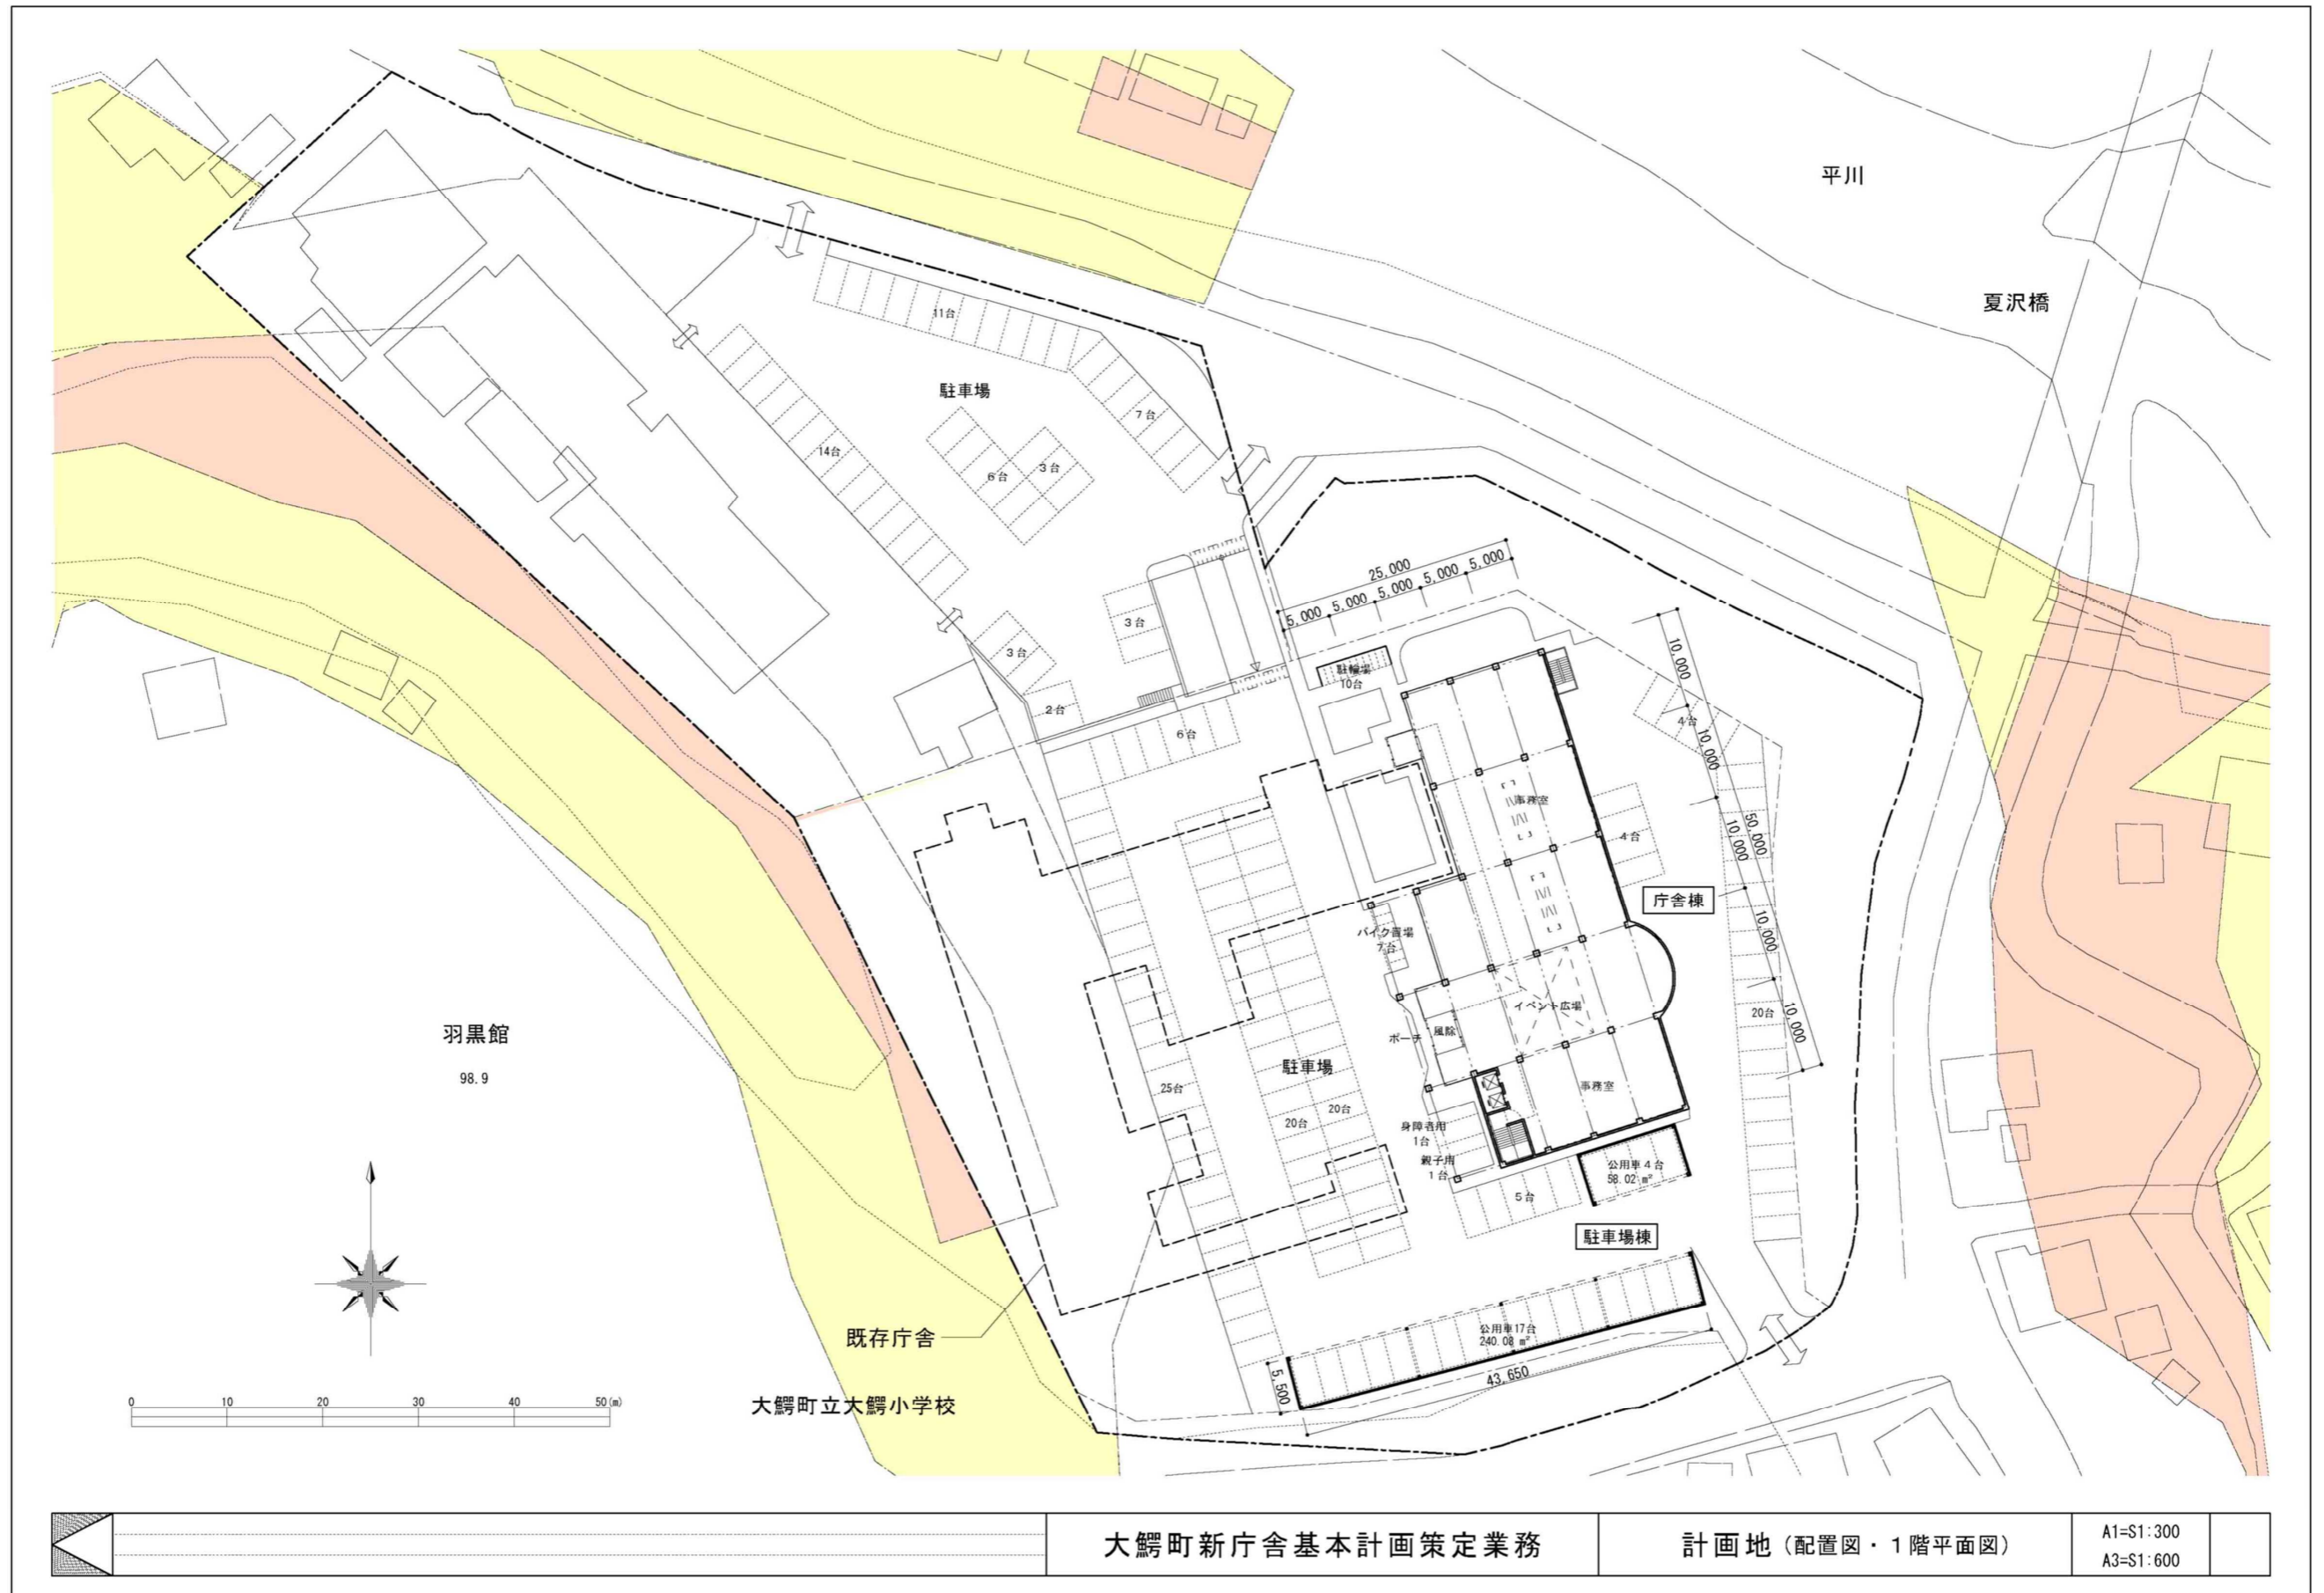 平川
夏沢橋
11台
駐車場
7台
14台
6台
3台
25,000
5,000
5,000
5,000
5,000
5,000
3台
3台
2台
6台
駐輪場
10台
10,000
4台
10,000
事務室
4台
10,000
50,000
庁舎棟
10,000
バイク置場
7台
イベント広場
20台
10,000
風除
ポーチ
羽黒館
98.9
駐車場
25台
20台
20台
事務室
身障者用
1台
親子用
1台
公用車4台
58.02 ㎡
5台
駐車場棟
公用車17台
240.08 ㎡
5,500
43,650
既存庁舎
大鰐町立大鰐小学校
0 10 20 30 40 50(m)
大鰐町新庁舎基本計画策定業務
計画地(配置図・1階平面図)
A1=S1:300
A3=S1:600